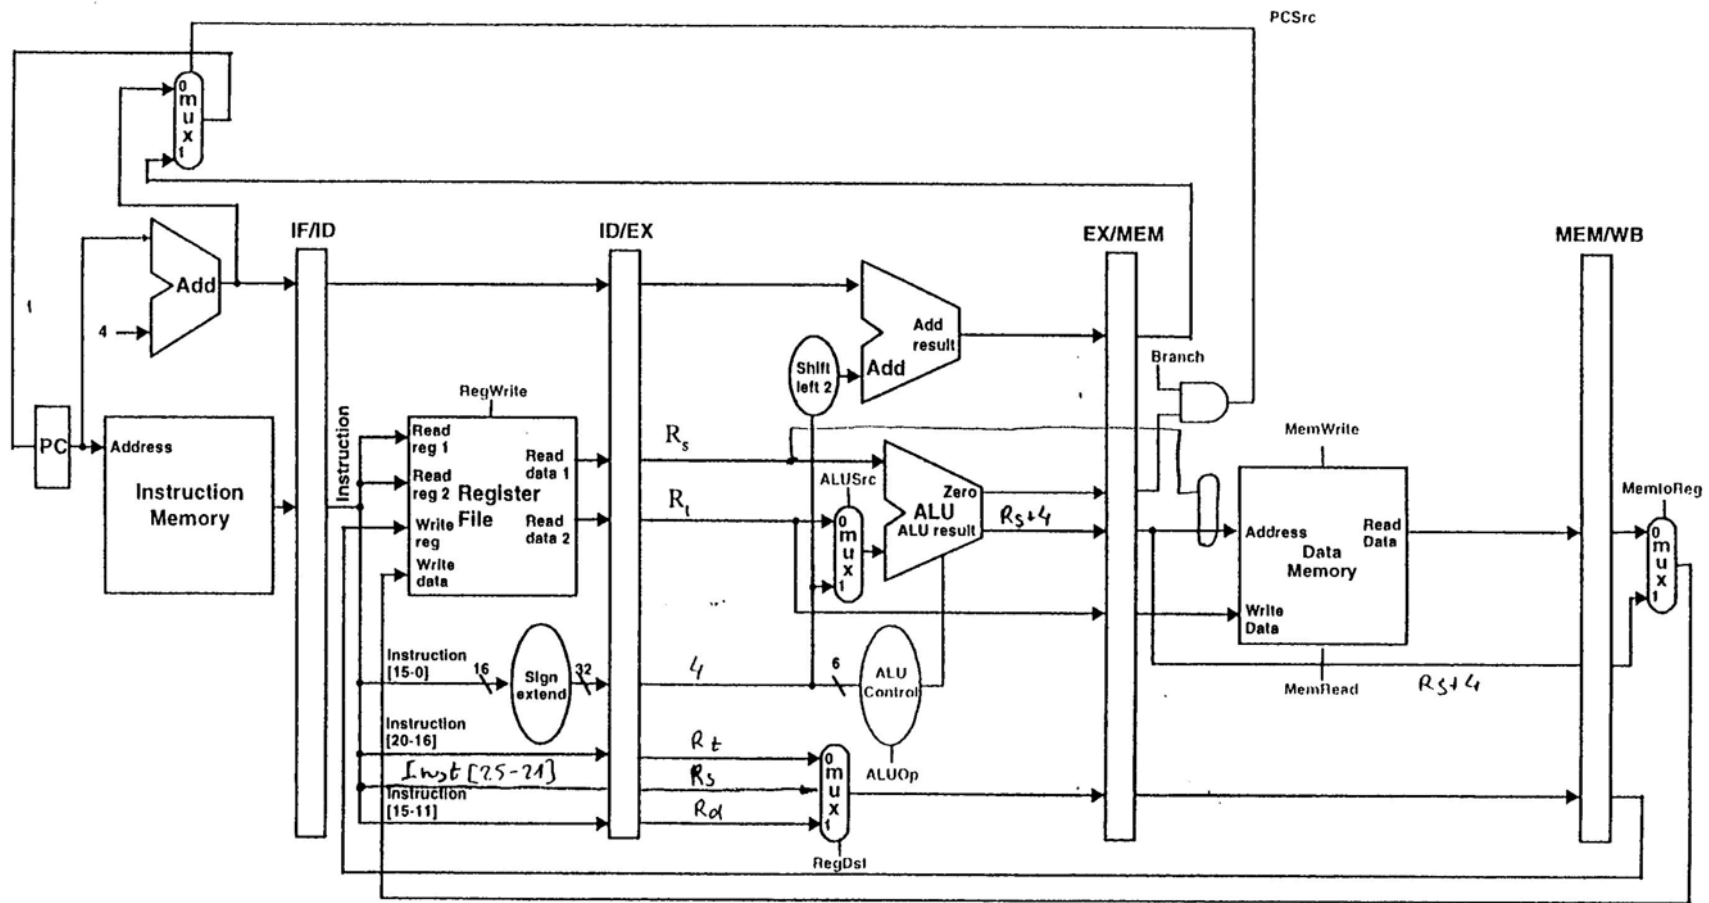 PCSrc
0
mux
1
IF/ID
ID/EX
EX/MEM
MEM/WB
Add
4
Add
result
Add
Shift
left 2
Branch
RegWrite
PC
Address
Instruction
Memory
Instruction
Read
reg 1
Read
data 1
Read
reg 2
Register
File
Write
reg
Read
data 2
Write
data
Rs
Rt
ALUSrc
0
mux
1
Zero
ALU
ALU result
Rs+4
MemWrite
Address
Read
Data
Data
Memory
Write
Data
MemRead
MemtoReg
0
mux
1
Rs+4
Instruction
[15-0]
16
Sign
extend
32
4
6
ALU
Control
ALUOp
Instruction
[20-16]
Rt
Inst [25-21]
Rs
Instruction
[15-11]
Rd
0
mux
1
RegDst